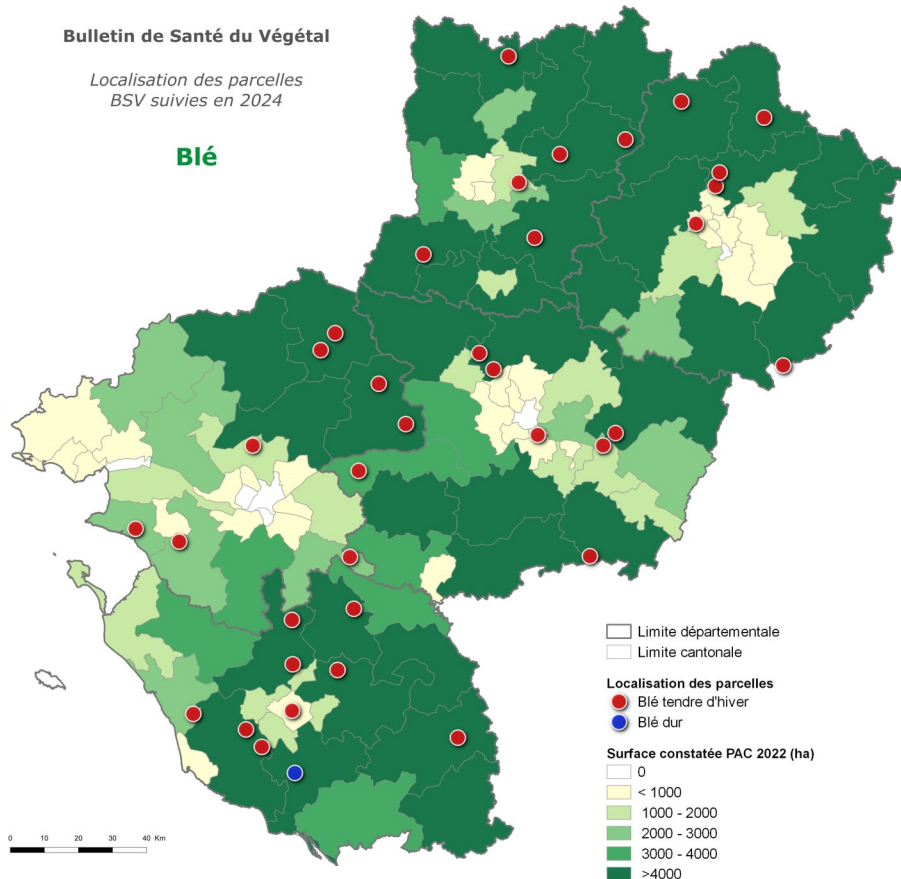 Bulletin de Santé du Végétal
Localisation des parcelles
BSV suivies en 2024
Blé
Limite départementale
Limite cantonale
Localisation des parcelles
Blé tendre d'hiver
Blé dur
Surface constatée PAC 2022 (ha)
0
< 1000
1000 - 2000
2000 - 3000
3000 - 4000
>4000
0 10 20 30 40 Km